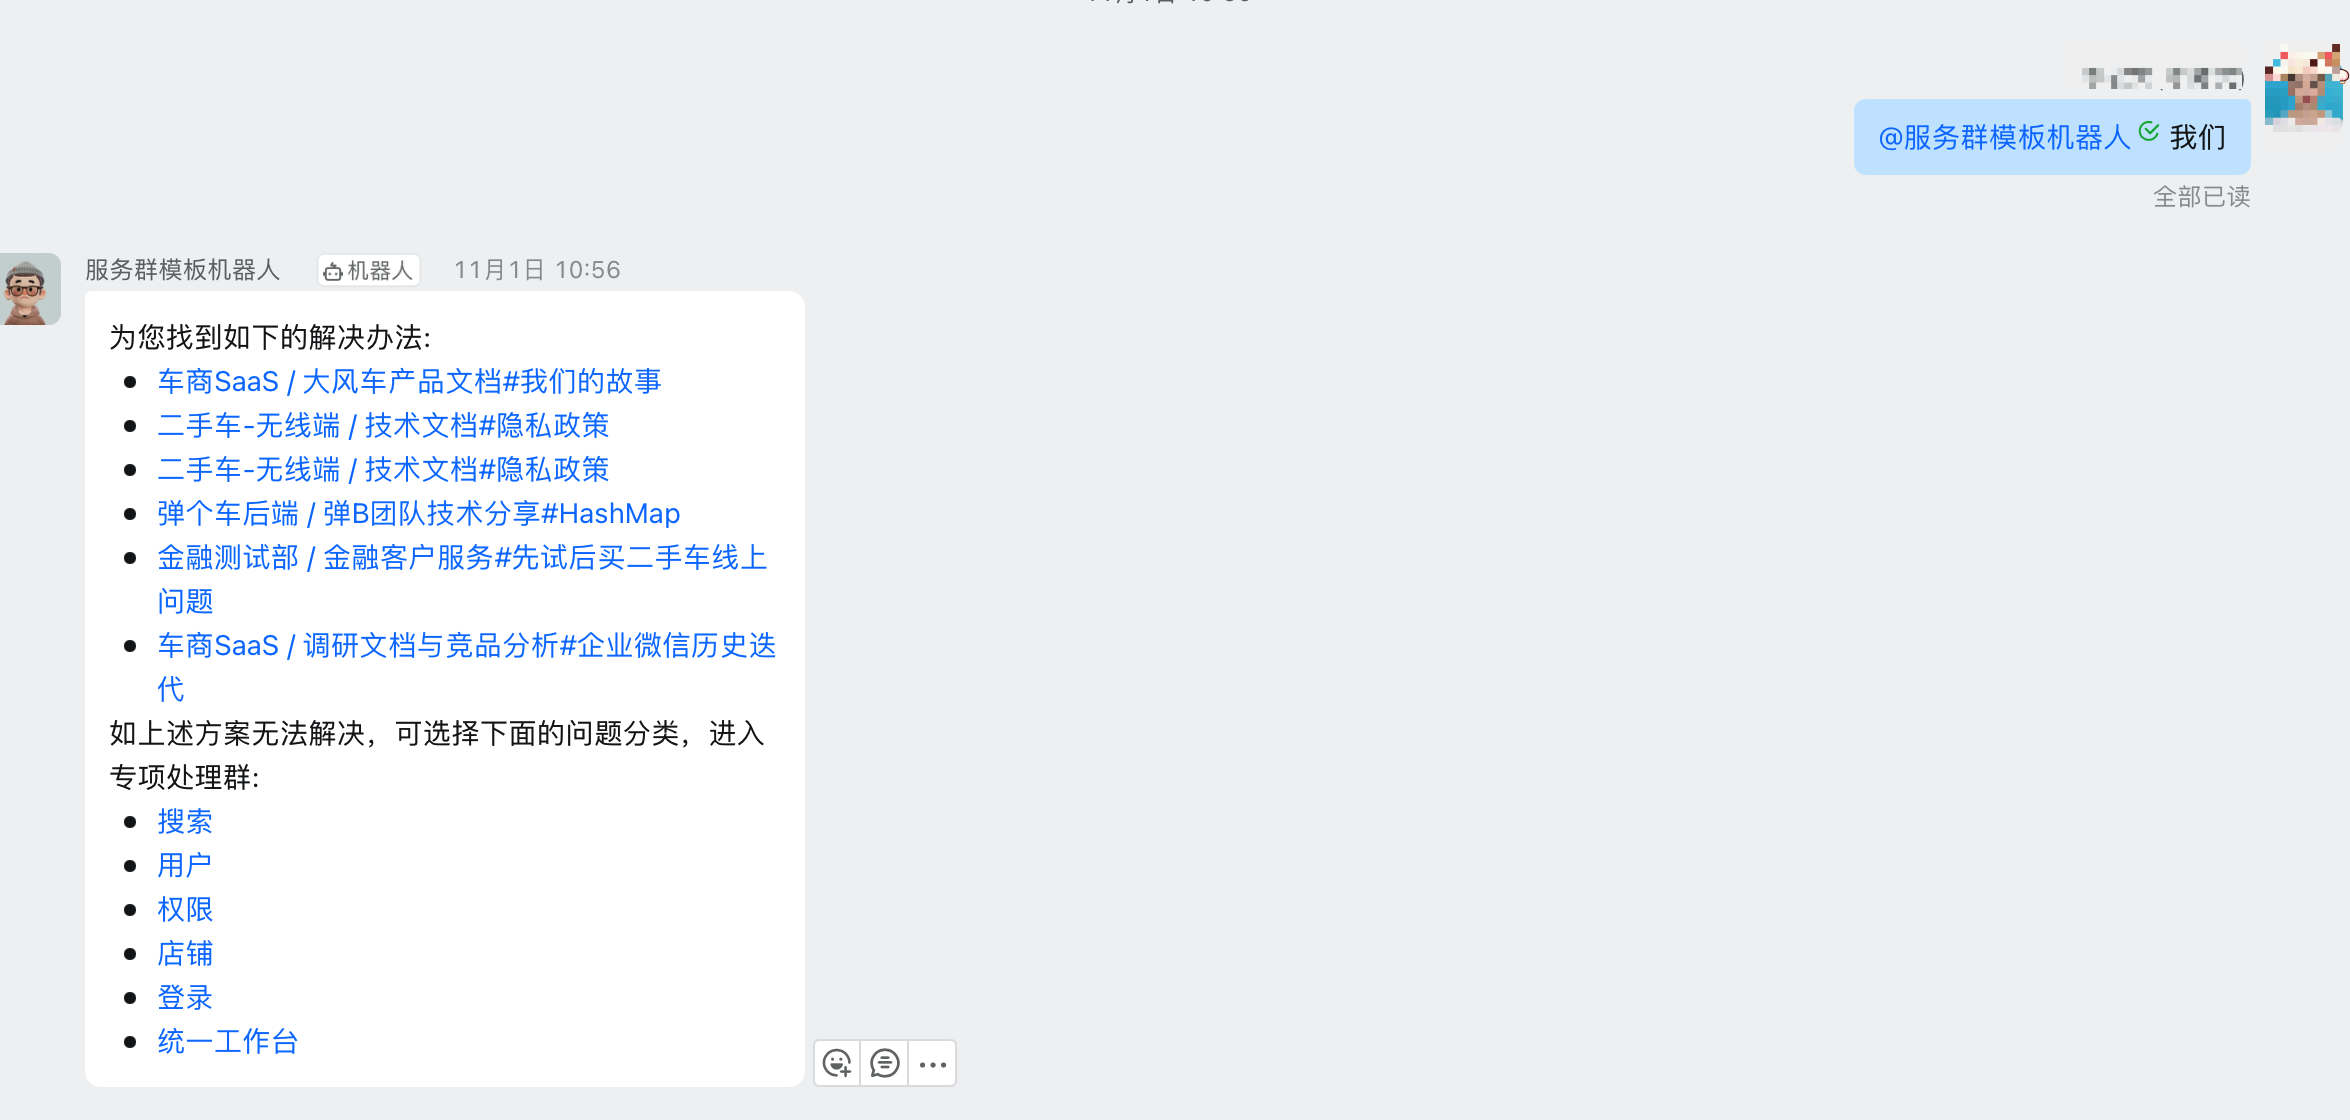 @服务群模板机器人 我们
全部已读
服务群模板机器人 机器人 11月1日 10:56
为您找到如下的解决办法:
车商SaaS / 大风车产品文档#我们的故事
二手车-无线端 / 技术文档#隐私政策
二手车-无线端 / 技术文档#隐私政策
弹个车后端 / 弹B团队技术分享#HashMap
金融测试部 / 金融客户服务#先试后买二手车线上
问题
车商SaaS / 调研文档与竞品分析#企业微信历史迭
代
如上述方案无法解决，可选择下面的问题分类，进入
专项处理群:
搜索
用户
权限
店铺
登录
统一工作台